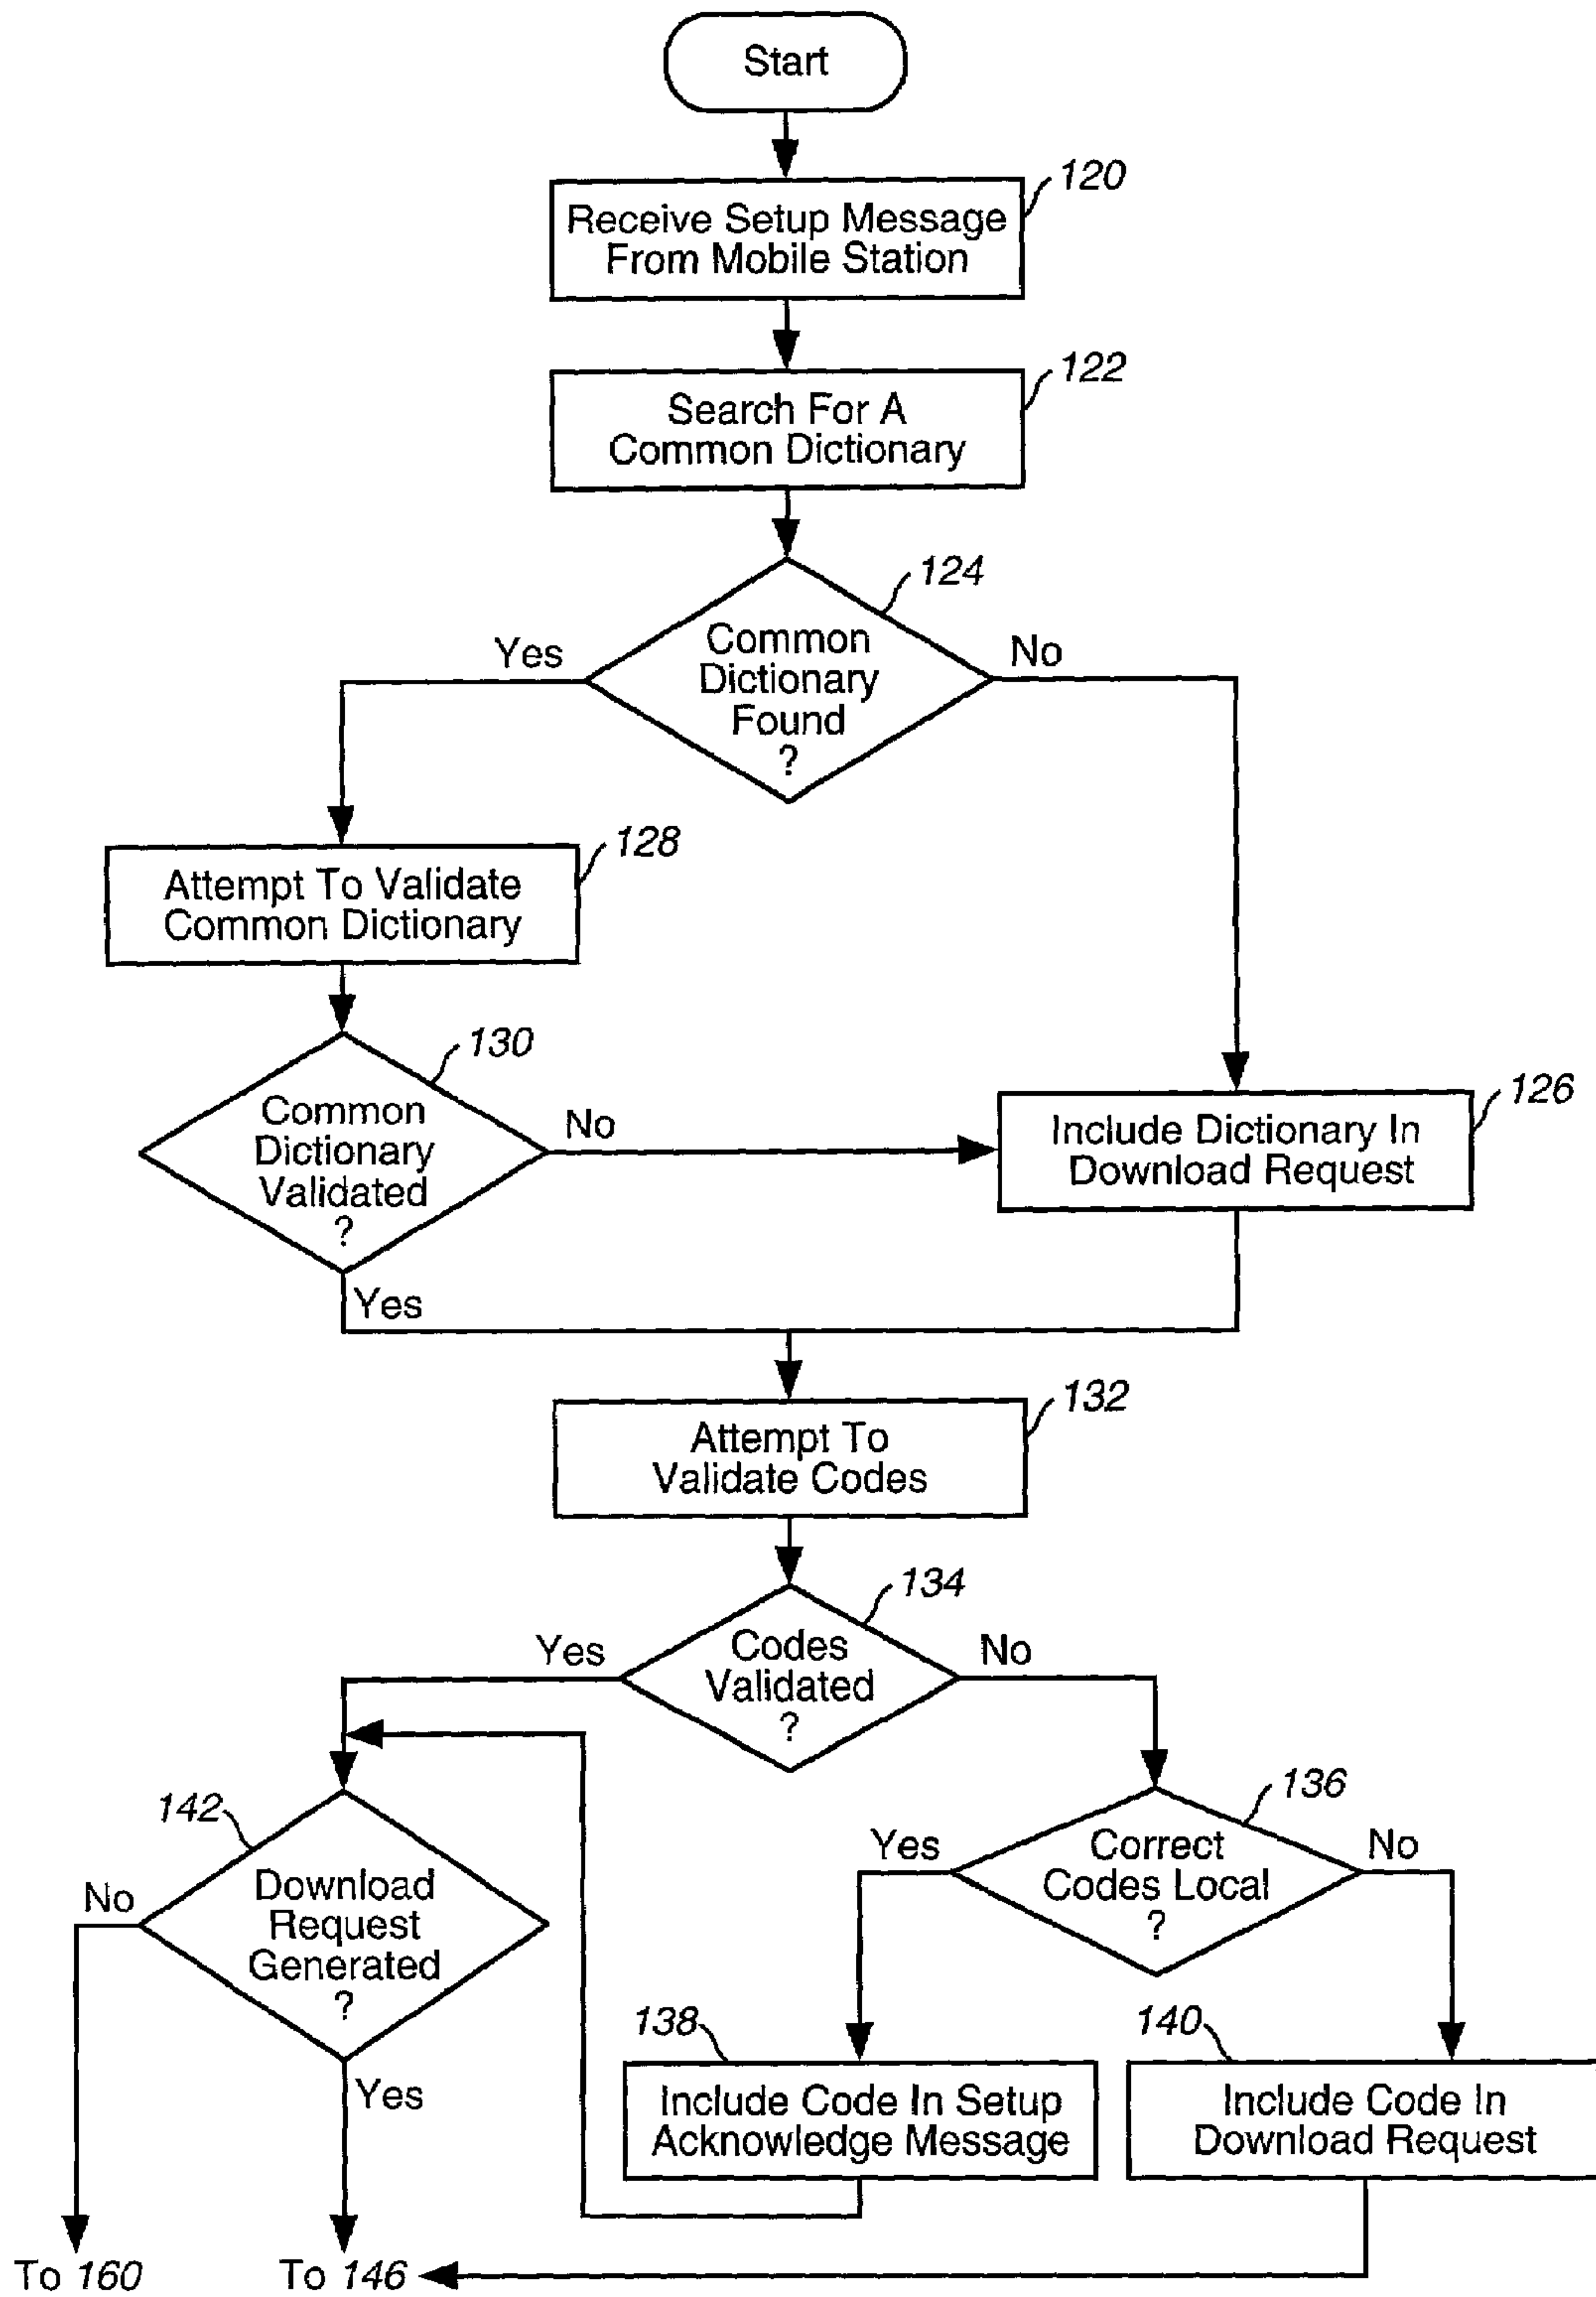 Start
120
Receive Setup Message
From Mobile Station
122
Search For A
Common Dictionary
124
Yes
No
Common
Dictionary
Found
?
128
Attempt To Validate
Common Dictionary
130
Common
Dictionary
Validated
?
No
Yes
126
Include Dictionary In
Download Request
132
Attempt To
Validate Codes
134
Yes
No
Codes
Validated
?
136
Yes
No
Correct
Codes Local
?
142
No
Download
Request
Generated
?
Yes
138
Include Code In Setup
Acknowledge Message
140
Include Code In
Download Request
To 160
To 146